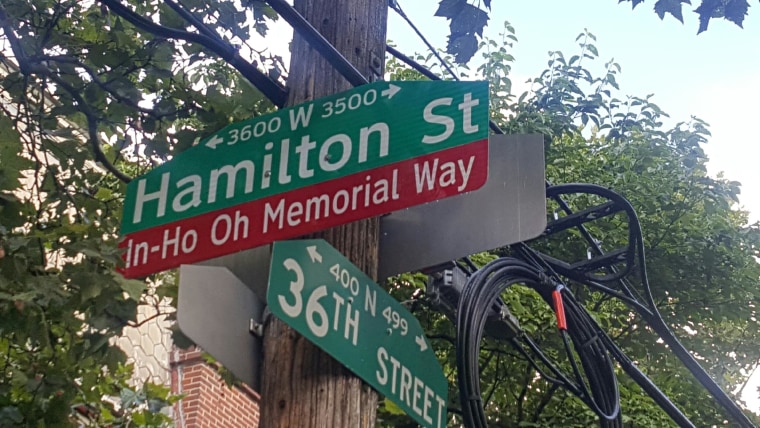 ← 3600 W 3500 →
Hamilton St
In-Ho Oh Memorial Way
← 400 N 499 →
36TH STREET